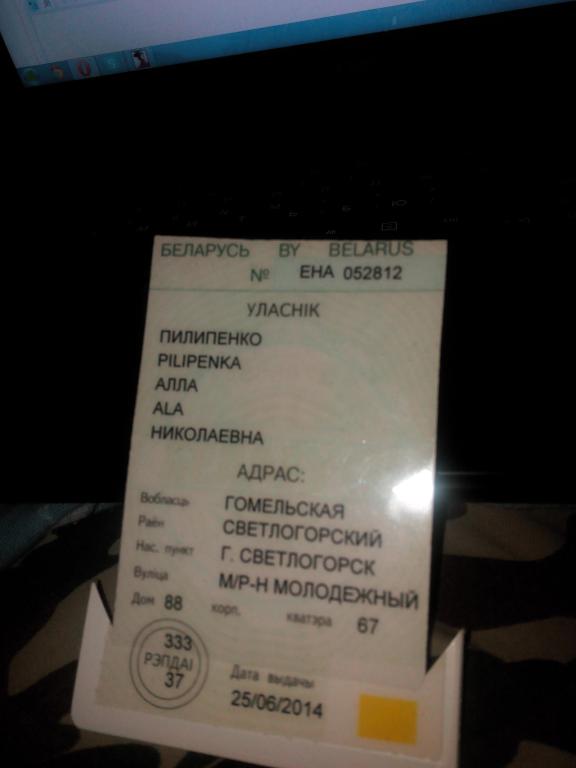 БЕЛАРУСЬ BY BELARUS
№ EHA 052812
УЛАСНІК
ПИЛИПЕНКО
PILIPENKA
АЛЛА
ALA
НИКОЛАЕВНА
АДРАС:
Вобласць ГОМЕЛЬСКАЯ
Раён СВЕТЛОГОРСКИЙ
Нас. пункт Г. СВЕТЛОГОРСК
Вуліца М/Р-Н МОЛОДЕЖНЫЙ
Дом 88 корп. кватэра 67
333
РЭПДАІ
37
Дата выдачы
25/06/2014